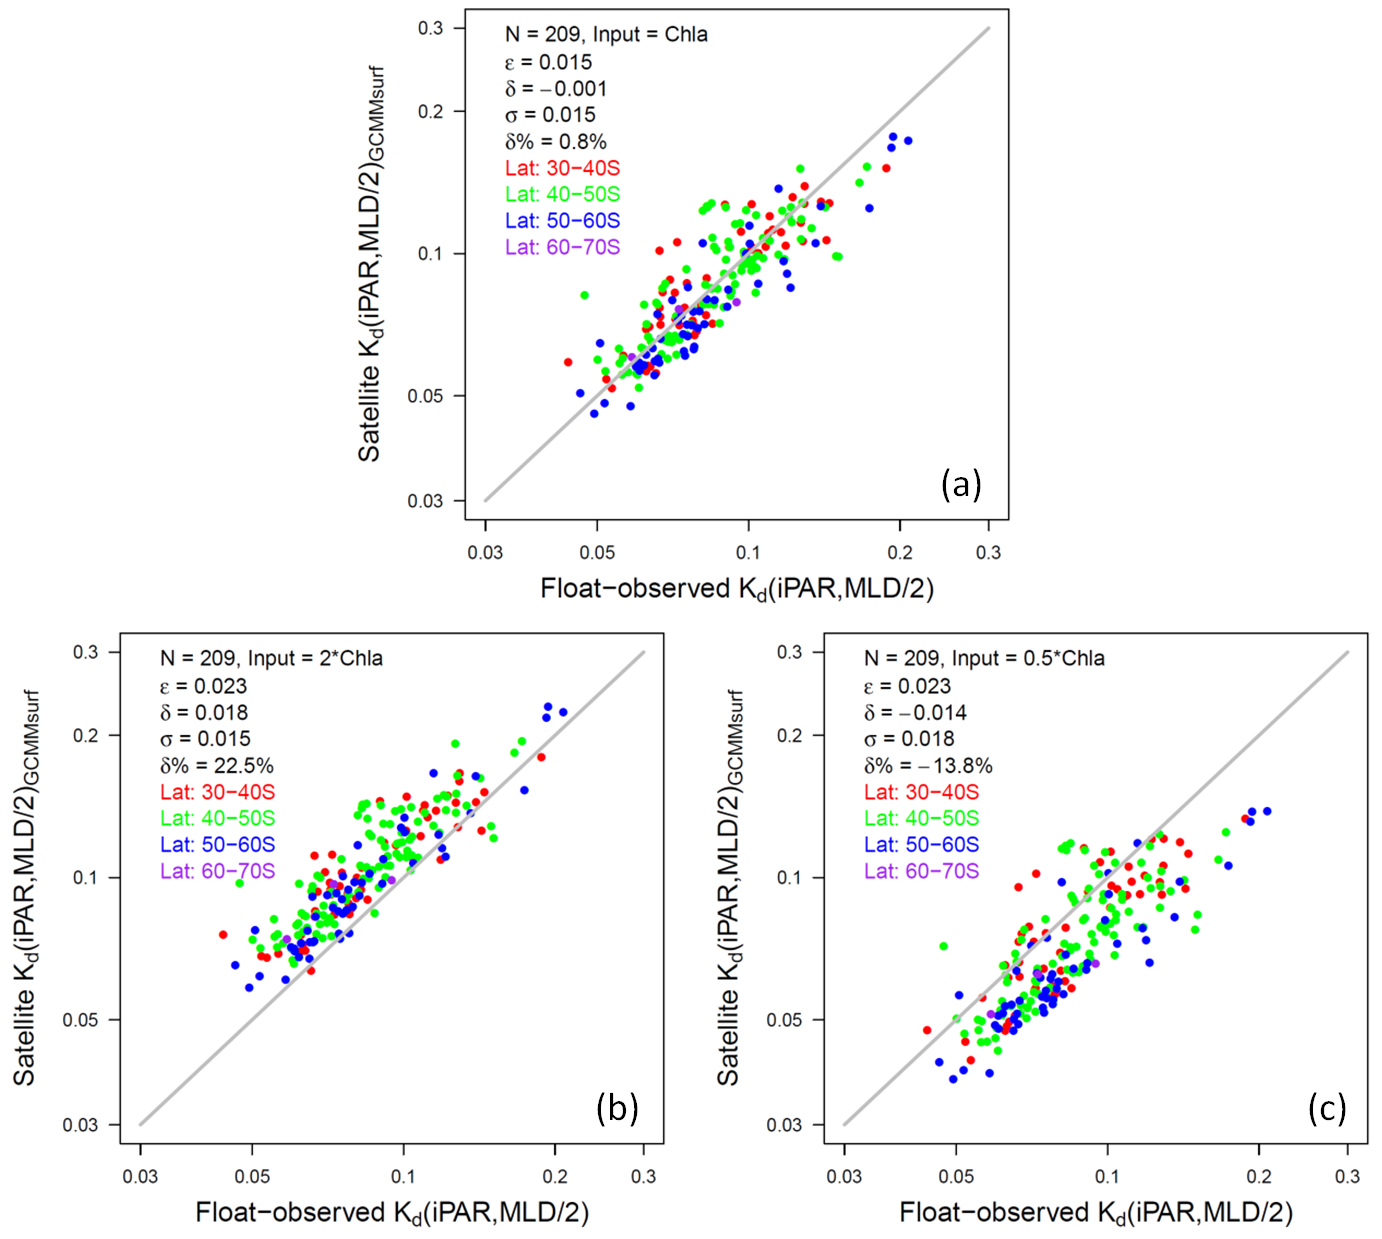 N = 209, Input = Chla
ε = 0.015
δ = −0.001
σ = 0.015
δ% = 0.8%
Lat: 30−40S
Lat: 40−50S
Lat: 50−60S
Lat: 60−70S
0.3
0.2
0.1
0.05
0.03
Satellite Kd(iPAR,MLD/2)GCMMsurf
(a)
0.03 0.05 0.1 0.2 0.3
Float−observed Kd(iPAR,MLD/2)
N = 209, Input = 2*Chla
ε = 0.023
δ = 0.018
σ = 0.015
δ% = 22.5%
Lat: 30−40S
Lat: 40−50S
Lat: 50−60S
Lat: 60−70S
0.3
0.2
0.1
0.05
0.03
Satellite Kd(iPAR,MLD/2)GCMMsurf
(b)
0.03 0.05 0.1 0.2 0.3
Float−observed Kd(iPAR,MLD/2)
N = 209, Input = 0.5*Chla
ε = 0.023
δ = −0.014
σ = 0.018
δ% = −13.8%
Lat: 30−40S
Lat: 40−50S
Lat: 50−60S
Lat: 60−70S
0.3
0.2
0.1
0.05
0.03
Satellite Kd(iPAR,MLD/2)GCMMsurf
(c)
0.03 0.05 0.1 0.2 0.3
Float−observed Kd(iPAR,MLD/2)